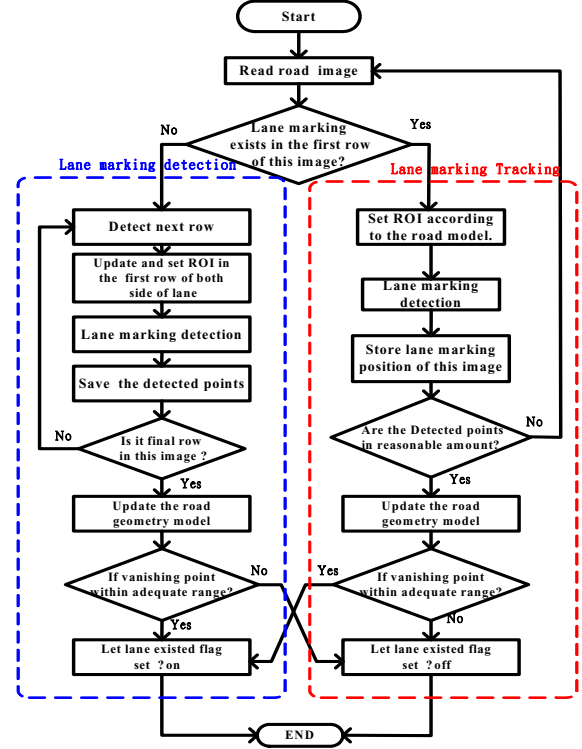 Start
Read road image
No
Lane marking
exists in the first row
of this image?
Yes
Lane marking detection
Lane marking Tracking
Detect next row
Update and set ROI in
the first row of both
side of lane
Lane marking detection
Save the detected points
No
Is it final row
in this image ?
Yes
Update the road
geometry model
If vanishing point
within adequate range?
No
Yes
Let lane existed flag
set ?on
Set ROI according
to the road model.
Lane marking
detection
Store lane marking
position of this image
Are the Detected points
in reasonable amount?
No
Yes
Update the road
geometry model
Yes
If vanishing point
within adequate range?
No
Let lane existed flag
set ?off
END